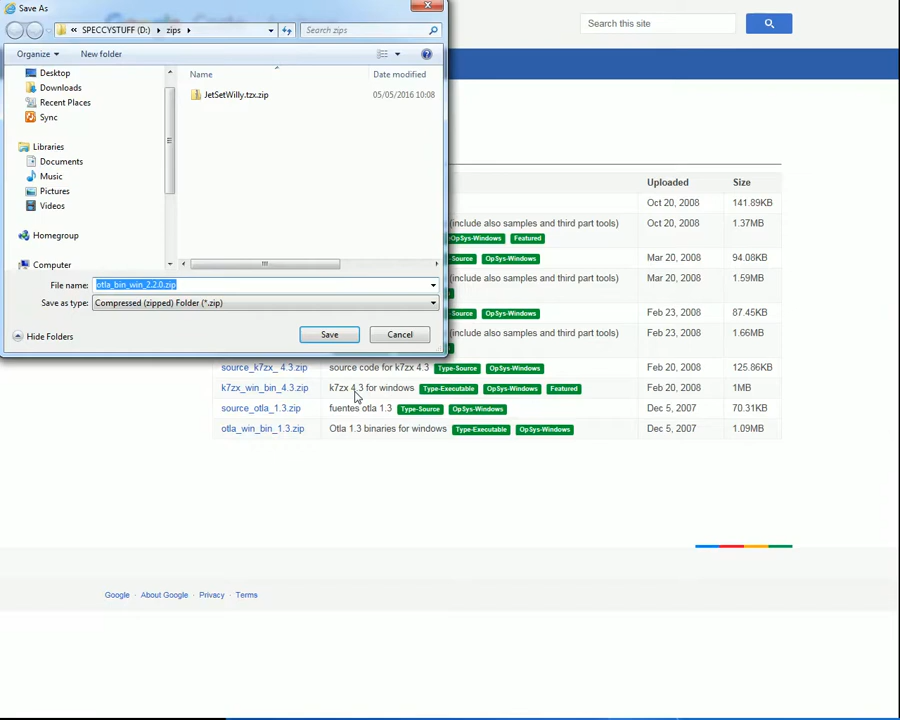 Save As
« SPECCYSTUFF (D:) ▸ zips ▸
Search zips
Search this site
Organize
New folder
Desktop
Downloads
Recent Places
Sync
Libraries
Documents
Music
Pictures
Videos
Homegroup
Computer
Name
Date modified
JetSetWilly.tzx.zip
05/05/2016 10:08
File name:
otla_bin_win_2.2.0.zip
Save as type:
Compressed (zipped) Folder (*.zip)
Hide Folders
Save
Cancel
Uploaded
Size
Oct 20, 2008
141.89KB
(include also samples and third part tools)
Oct 20, 2008
1.37MB
OpSys-Windows
Featured
OpSys-Windows
Mar 20, 2008
94.08KB
(include also samples and third part tools)
Mar 20, 2008
1.59MB
OpSys-Windows
Feb 23, 2008
87.45KB
(include also samples and third part tools)
Feb 23, 2008
1.66MB
source_k7zx_ 4.3.zip
source code for k7zx 4.3
Type-Source
OpSys-Windows
Feb 20, 2008
125.86KB
k7zx_win_bin_4.3.zip
k7zx 4.3 for windows
Type-Executable
OpSys-Windows
Featured
Feb 20, 2008
1MB
source_otla_1.3.zip
fuentes otla 1.3
Type-Source
OpSys-Windows
Dec 5, 2007
70.31KB
otla_win_bin_1.3.zip
Otla 1.3 binaries for windows
Type-Executable
OpSys-Windows
Dec 5, 2007
1.09MB
Google
About Google
Privacy
Terms